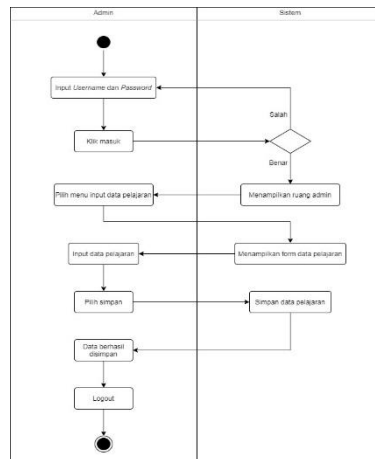 Admin
Sistem
Input Username dan Password
Salah
Klik masuk
Benar
Pilih menu input data pelajaran
Menampilkan ruang admin
Input data pelajaran
Menampilkan form data pelajaran
Pilih simpan
Simpan data pelajaran
Data berhasil
disimpan
Logout